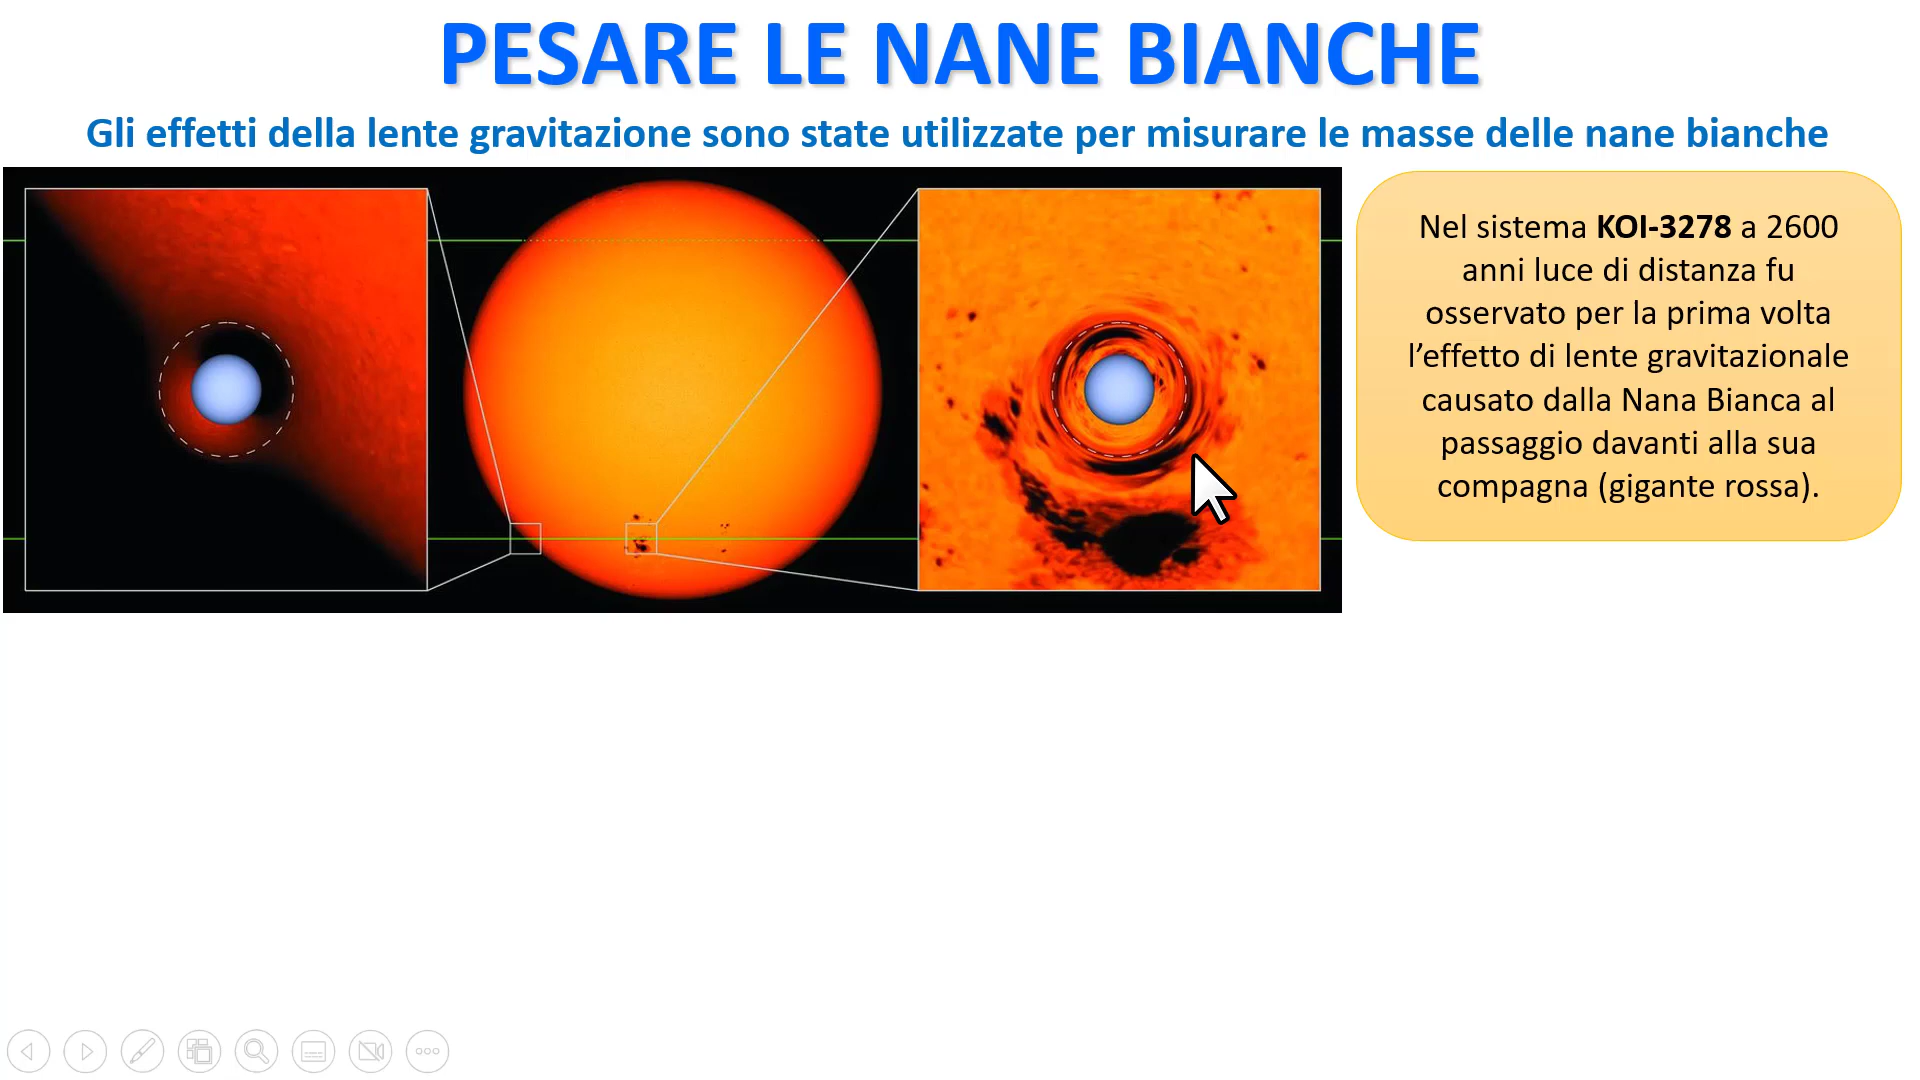 PESARE LE NANE BIANCHE
Gli effetti della lente gravitazione sono state utilizzate per misurare le masse delle nane bianche
Nel sistema KOI-3278 a 2600
anni luce di distanza fu
osservato per la prima volta
l’effetto di lente gravitazionale
causato dalla Nana Bianca al
passaggio davanti alla sua
compagna (gigante rossa).